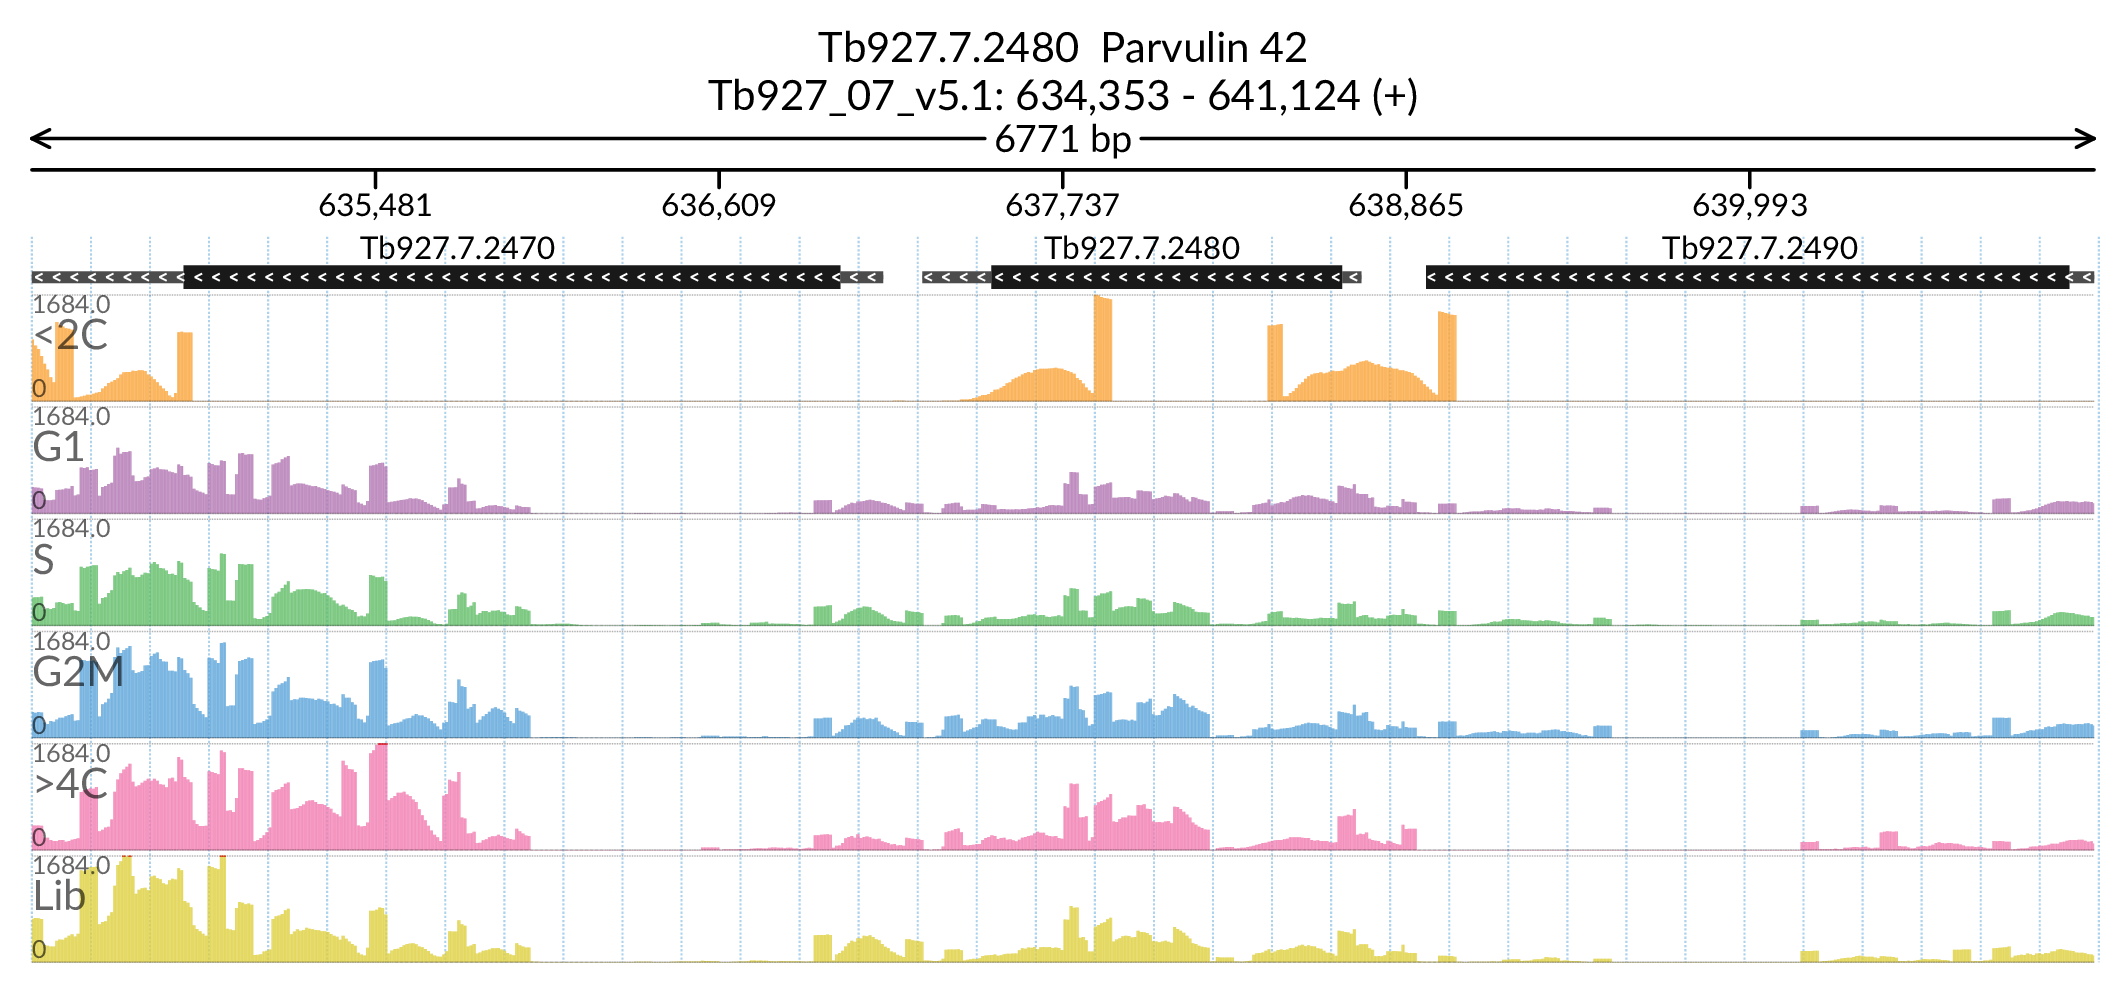 Tb927.7.2480  Parvulin 42
Tb927_07_v5.1: 634,353 - 641,124 (+)
6771 bp
635,481 636,609 637,737 638,865 639,993
Tb927.7.2470 Tb927.7.2480 Tb927.7.2490
1684.0
<2C
0
1684.0
G1
0
1684.0
S
0
1684.0
G2M
0
1684.0
>4C
0
1684.0
Lib
0